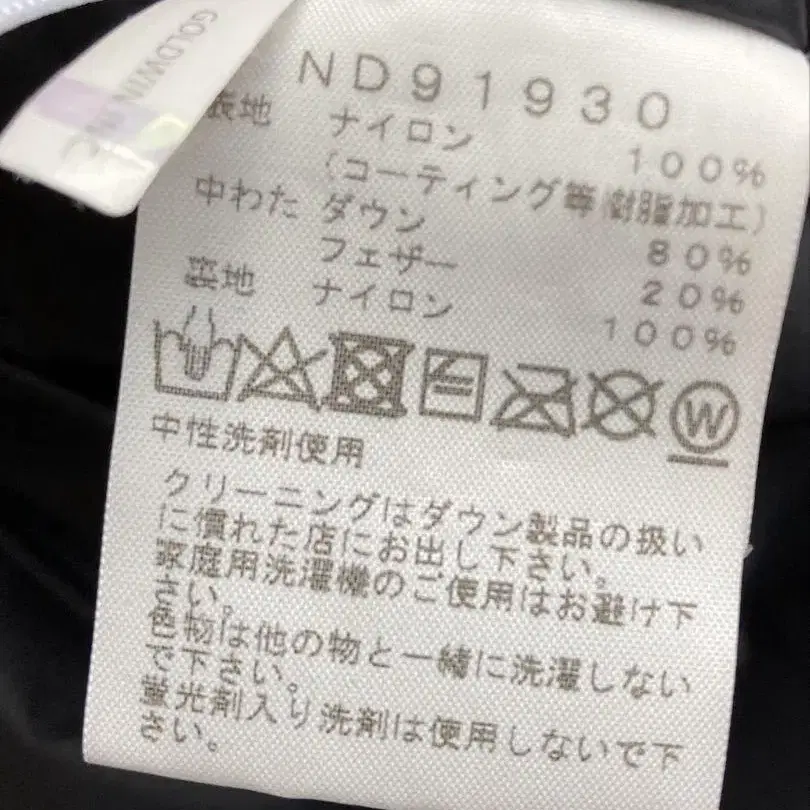 GOLDWIN INC
ND91930
表地 ナイロン 100%
(コーティング等樹脂加工)
中わた ダウン 80%
フェザー 20%
裏地 ナイロン 100%
W
中性洗剤使用
クリーニングはダウン製品の扱い
に慣れた店にお出し下さい。
家庭用洗濯機のご使用はお避け下
さい。
色物は他の物と一緒に洗濯しない
で下さい。
蛍光剤入り洗剤は使用しないで下
さい。